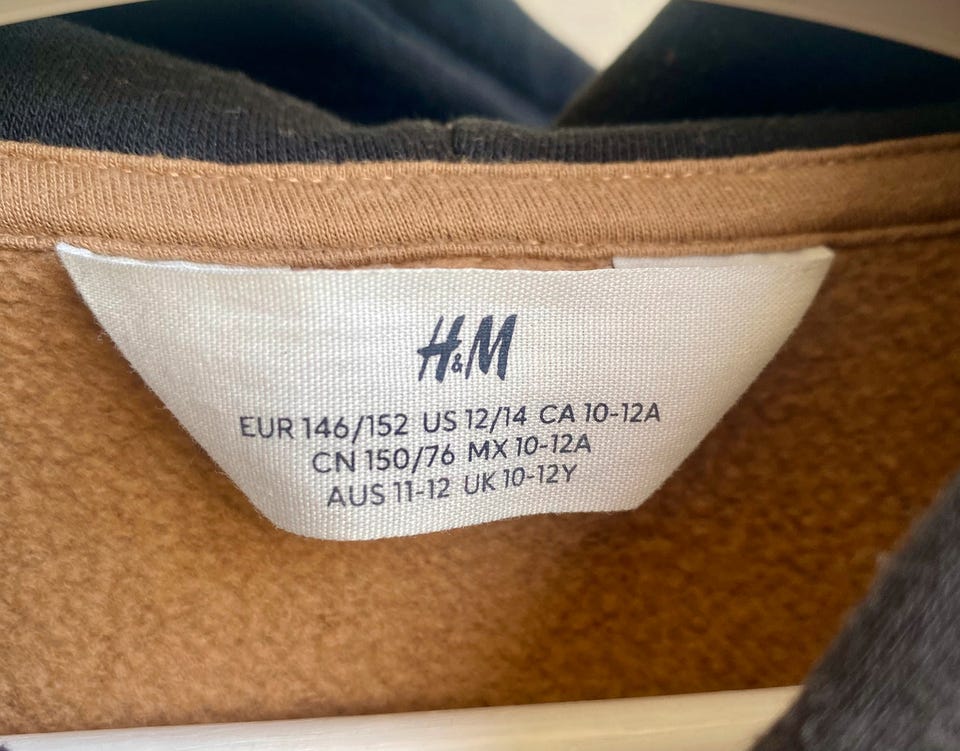 H&M
EUR 146/152 US 12/14 CA 10-12A
CN 150/76 MX 10-12A
AUS 11-12 UK 10-12Y